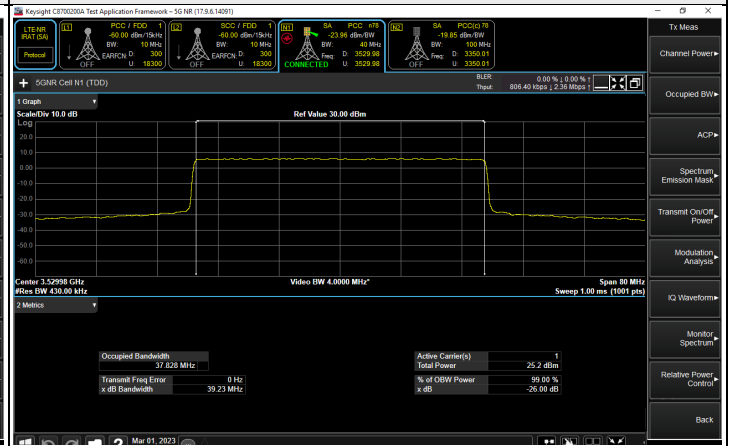 Keysight C8700200A Test Application Framework – 5G NR (17.9.6.14091)
LTE-NR IRAT (SA)
Protocol
L1 PCC / FDD 1
-60.00 dBm/15kHz
BW: 10 MHz
EARFCN: D: 300
OFF U: 18300
L2 SCC / FDD 1
-60.00 dBm/15kHz
BW: 10 MHz
EARFCN: D: 300
OFF U: 18300
N1 SA PCC n78
-23.96 dBm/BW
BW: 40 MHz
Freq: D: 3529.98
CONNECTED U: 3529.98
N2 SA PCC(c) 78
-19.85 dBm/BW
BW: 100 MHz
Freq: D: 3350.01
OFF U: 3350.01
5GNR Cell N1 (TDD)
BLER: 0.00 % ↓ 0.00 % ↑
Thput: 806.40 kbps ↓ 2.36 Mbps ↑
1 Graph
Scale/Div 10.0 dB
Ref Value 30.00 dBm
Log
20.0
10.0
0.00
-10.0
-20.0
-30.0
-40.0
-50.0
-60.0
Center 3.52998 GHz
Video BW 4.0000 MHz*
Span 80 MHz
#Res BW 430.00 kHz
Sweep 1.00 ms (1001 pts)
2 Metrics
Occupied Bandwidth
37.828 MHz
Transmit Freq Error 0 Hz
x dB Bandwidth 39.23 MHz
Active Carrier(s) 1
Total Power 25.2 dBm
% of OBW Power 99.00 %
x dB -26.00 dB
Mar 01, 2023
Tx Meas
Channel Power
Occupied BW
ACP
Spectrum
Emission Mask
Transmit On/Off
Power
Modulation
Analysis
IQ Waveform
Monitor
Spectrum
Relative Power
Control
Back